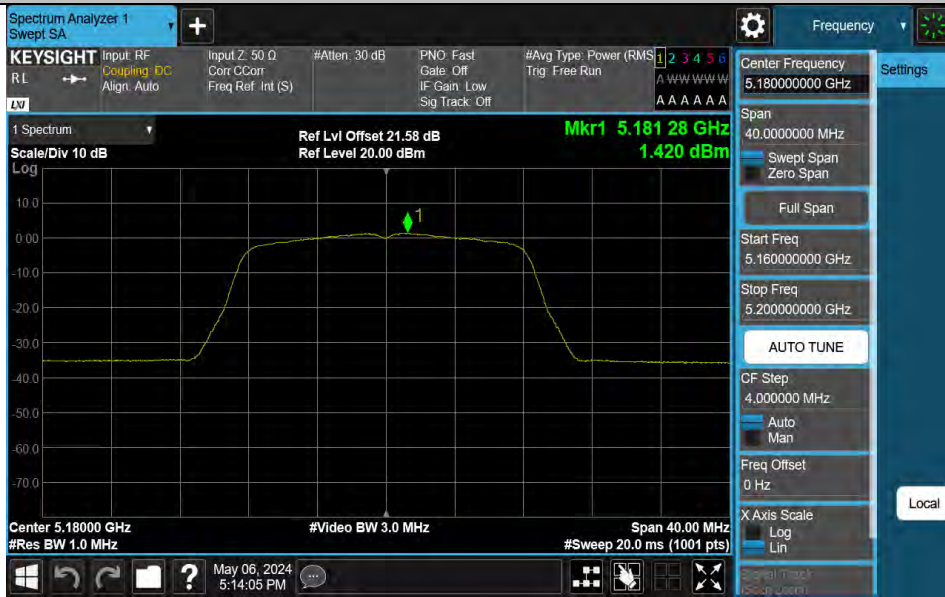 Spectrum Analyzer 1
Swept SA
+
Frequency
KEYSIGHT
RL
LXI
Input: RF
Coupling: DC
Align: Auto
Input Z: 50 Ω
Corr CCorr
Freq Ref: Int (S)
#Atten: 30 dB
PNO: Fast
Gate: Off
IF Gain: Low
Sig Track: Off
#Avg Type: Power (RMS
Trig: Free Run
1 2 3 4 5 6
A WWWWW
A A A A A A
1 Spectrum
Scale/Div 10 dB
Log
Ref Lvl Offset 21.58 dB
Ref Level 20.00 dBm
Mkr1 5.181 28 GHz
1.420 dBm
1
10.0
0.00
-10.0
-20.0
-30.0
-40.0
-50.0
-60.0
-70.0
Center 5.18000 GHz
#Res BW 1.0 MHz
#Video BW 3.0 MHz
Span 40.00 MHz
#Sweep 20.0 ms (1001 pts)
Center Frequency
5.180000000 GHz
Span
40.0000000 MHz
Swept Span
Zero Span
Full Span
Start Freq
5.160000000 GHz
Stop Freq
5.200000000 GHz
AUTO TUNE
CF Step
4.000000 MHz
Auto
Man
Freq Offset
0 Hz
X Axis Scale
Log
Lin
Signal Track
(Span Zoom)
Settings
Local
?
May 06, 2024
5:14:05 PM